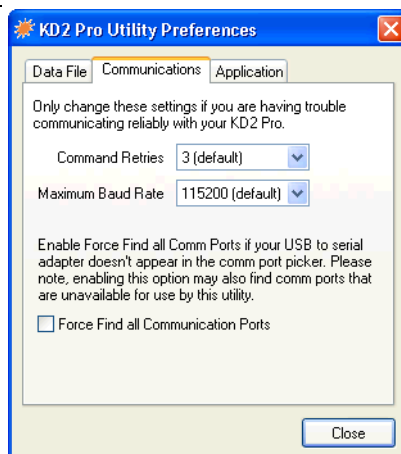 KD2 Pro Utility Preferences
Data File Communications Application
Only change these settings if you are having trouble
communicating reliably with your KD2 Pro.
Command Retries 3 (default)
Maximum Baud Rate 115200 (default)
Enable Force Find all Comm Ports if your USB to serial
adapter doesn't appear in the comm port picker. Please
note, enabling this option may also find comm ports that
are unavailable for use by this utility.
Force Find all Communication Ports
Close